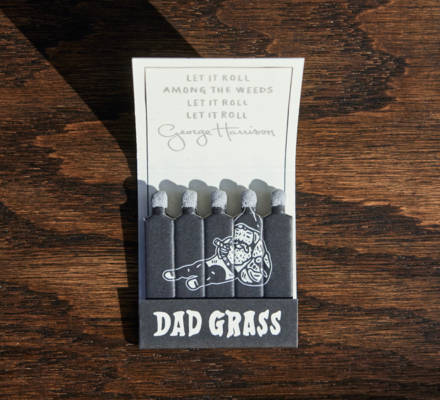 LET IT ROLL
AMONG THE WEEDS
LET IT ROLL
LET IT ROLL
George Harrison
DAD GRASS